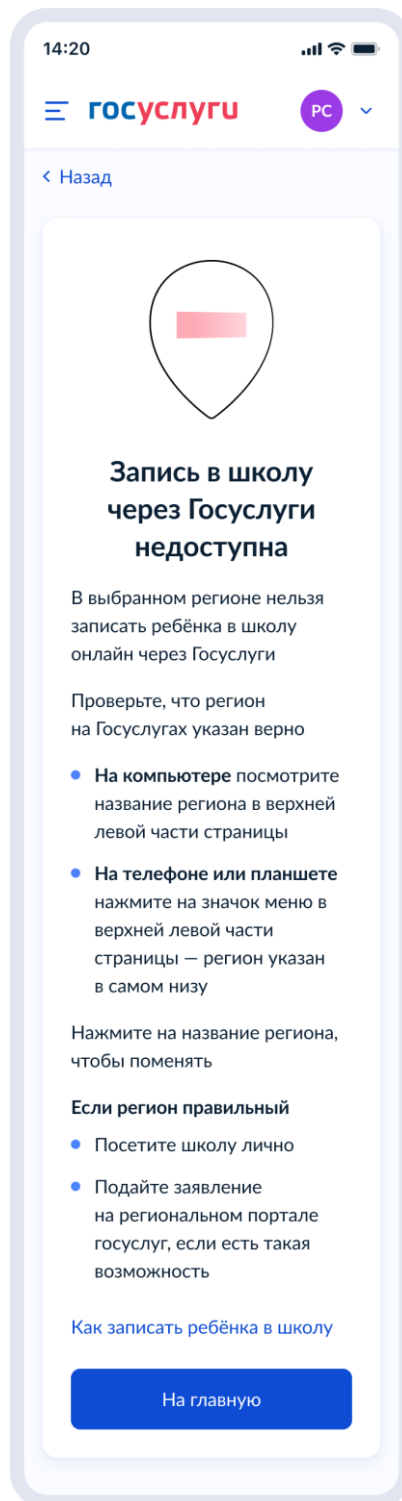 14:20
госуслуги
РС
Назад
Запись в школу
через Госуслуги
недоступна
В выбранном регионе нельзя
записать ребёнка в школу
онлайн через Госуслуги
Проверьте, что регион
на Госуслугах указан верно
На компьютере посмотрите
название региона в верхней
левой части страницы
На телефоне или планшете
нажмите на значок меню в
верхней левой части
страницы — регион указан
в самом низу
Нажмите на название региона,
чтобы поменять
Если регион правильный
Посетите школу лично
Подайте заявление
на региональном портале
госуслуг, если есть такая
возможность
Как записать ребёнка в школу
На главную